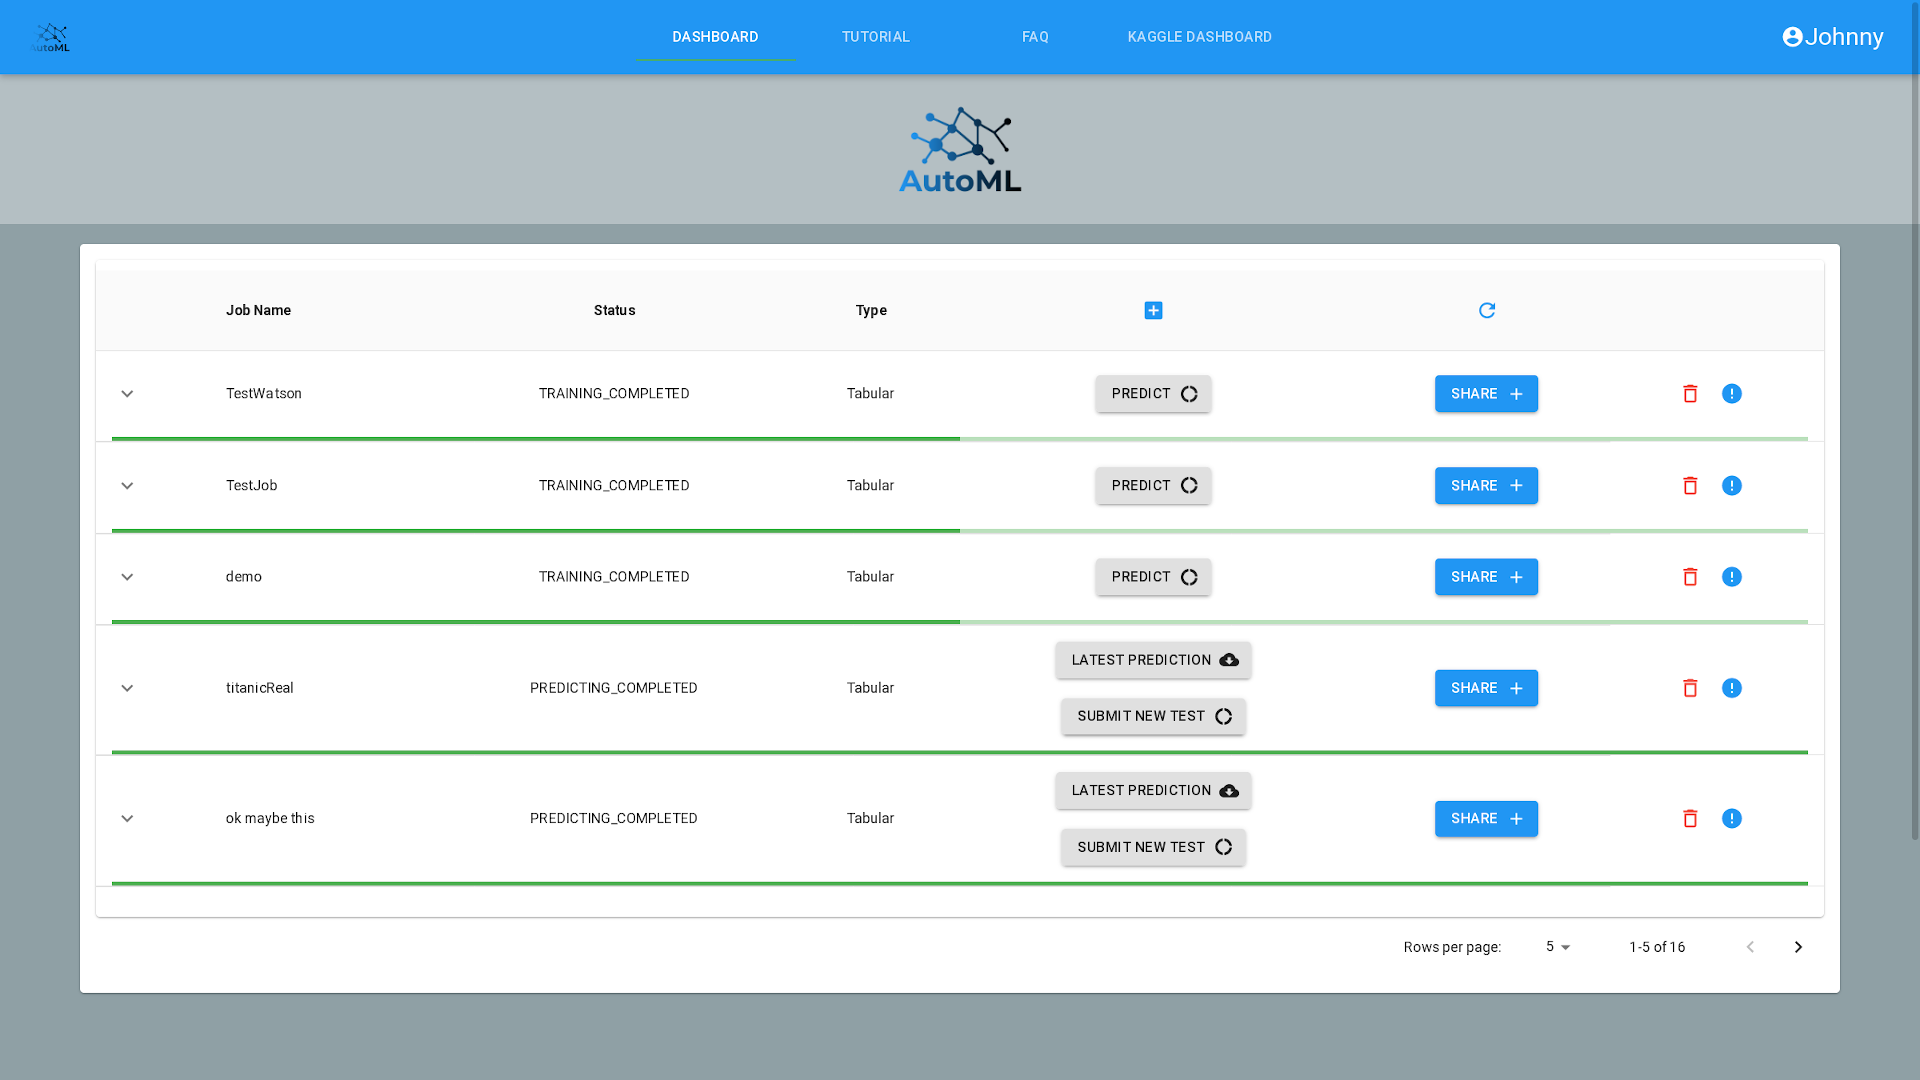 AutoML DASHBOARD TUTORIAL FAQ KAGGLE DASHBOARD Johnny
AutoML
Job Name Status Type
TestWatson TRAINING_COMPLETED Tabular PREDICT SHARE
TestJob TRAINING_COMPLETED Tabular PREDICT SHARE
demo TRAINING_COMPLETED Tabular PREDICT SHARE
LATEST PREDICTION
titanicReal PREDICTING_COMPLETED Tabular SHARE
SUBMIT NEW TEST
LATEST PREDICTION
ok maybe this PREDICTING_COMPLETED Tabular SHARE
SUBMIT NEW TEST
Rows per page: 5 1-5 of 16